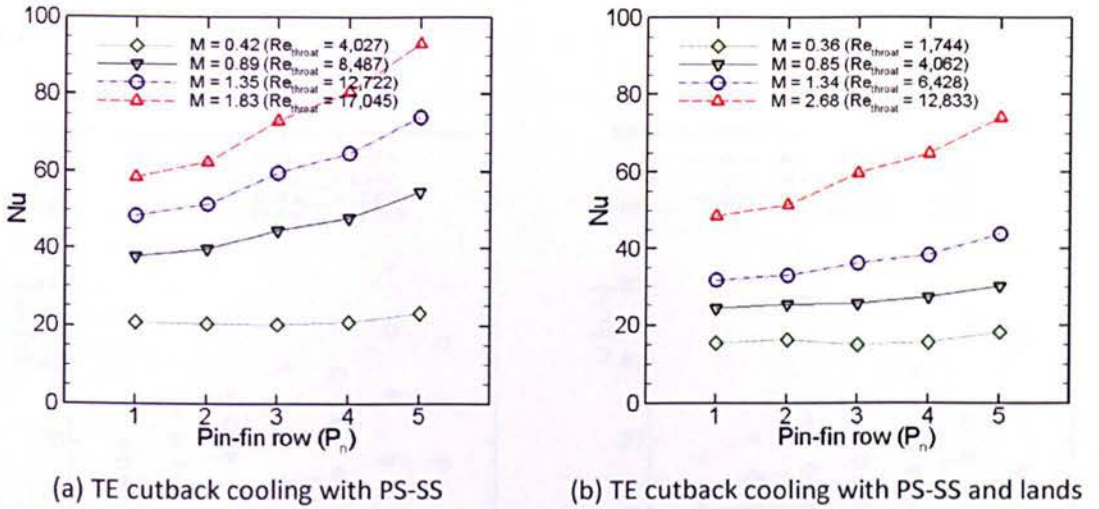 100
80
60
40
20
0
Nu
M = 0.42 (Re_throat = 4,027)
M = 0.89 (Re_throat = 8,487)
M = 1.35 (Re_throat = 12,722)
M = 1.83 (Re_throat = 17,045)
1 2 3 4 5
Pin-fin row (P_n)
(a) TE cutback cooling with PS-SS
100
80
60
40
20
0
Nu
M = 0.36 (Re_throat = 1,744)
M = 0.85 (Re_throat = 4,062)
M = 1.34 (Re_throat = 6,428)
M = 2.68 (Re_throat = 12,833)
1 2 3 4 5
Pin-fin row (P_n)
(b) TE cutback cooling with PS-SS and lands